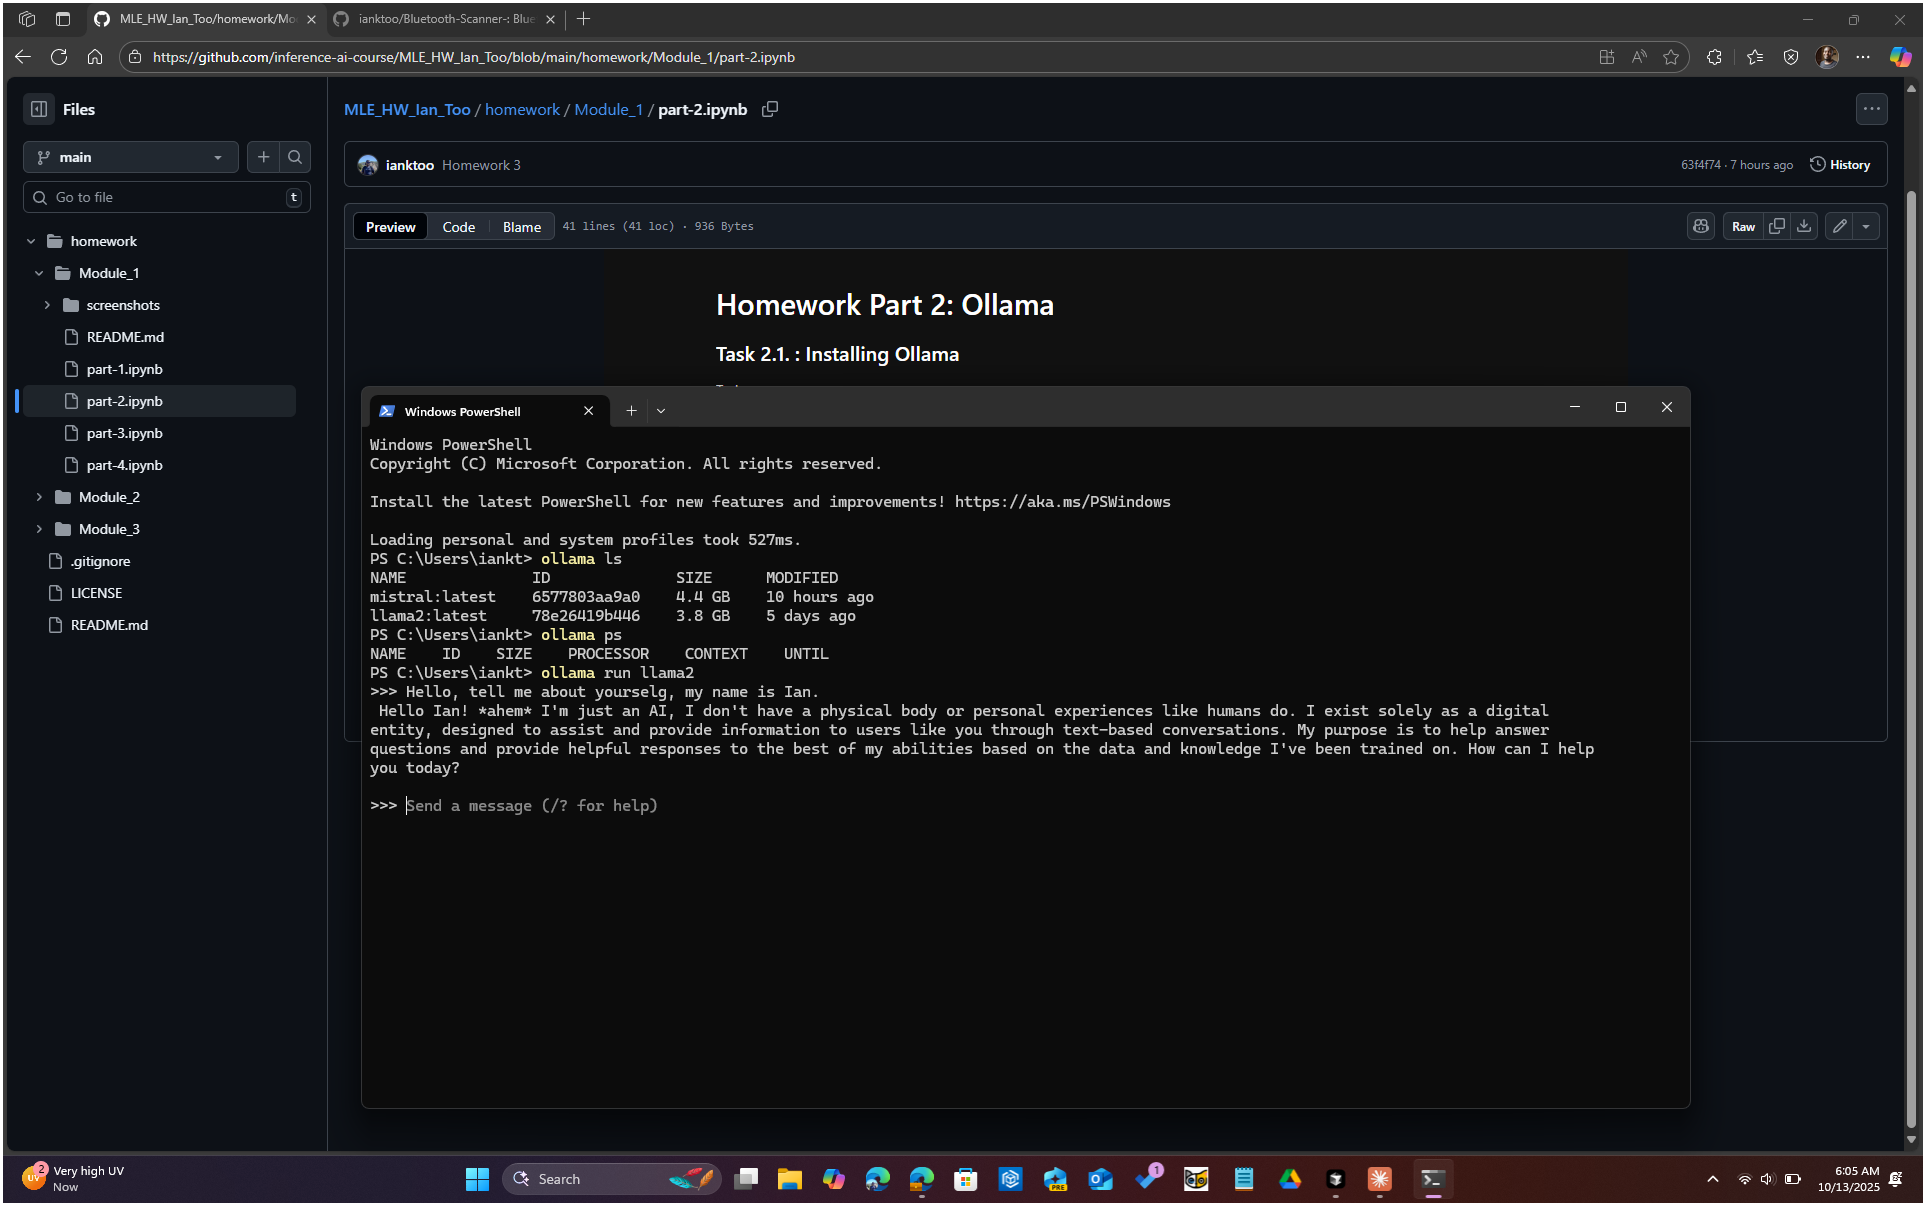 MLE_HW_Ian_Too/homework/Mo
ianktoo/Bluetooth-Scanner-: Blue
https://github.com/inference-ai-course/MLE_HW_Ian_Too/blob/main/homework/Module_1/part-2.ipynb
Files
MLE_HW_Ian_Too / homework / Module_1 / part-2.ipynb
main
ianktoo Homework 3
63f4f74 · 7 hours ago
History
Go to file
t
Preview
Code
Blame
41 lines (41 loc) · 936 Bytes
Raw
homework
Module_1
screenshots
README.md
part-1.ipynb
part-2.ipynb
part-3.ipynb
part-4.ipynb
Module_2
Module_3
.gitignore
LICENSE
README.md
Homework Part 2: Ollama
Task 2.1. : Installing Ollama
Windows PowerShell
Windows PowerShell
Copyright (C) Microsoft Corporation. All rights reserved.
Install the latest PowerShell for new features and improvements! https://aka.ms/PSWindows
Loading personal and system profiles took 527ms.
PS C:\Users\iankt> ollama ls
NAME ID SIZE MODIFIED
mistral:latest 6577803aa9a0 4.4 GB 10 hours ago
llama2:latest 78e26419b446 3.8 GB 5 days ago
PS C:\Users\iankt> ollama ps
NAME ID SIZE PROCESSOR CONTEXT UNTIL
PS C:\Users\iankt> ollama run llama2
>>> Hello, tell me about yourselg, my name is Ian.
Hello Ian! *ahem* I'm just an AI, I don't have a physical body or personal experiences like humans do. I exist solely as a digital
entity, designed to assist and provide information to users like you through text-based conversations. My purpose is to help answer
questions and provide helpful responses to the best of my abilities based on the data and knowledge I've been trained on. How can I help
you today?
>>> Send a message (/? for help)
UV
2
Very high UV
Now
Search
PRE
1
6:05 AM
10/13/2025